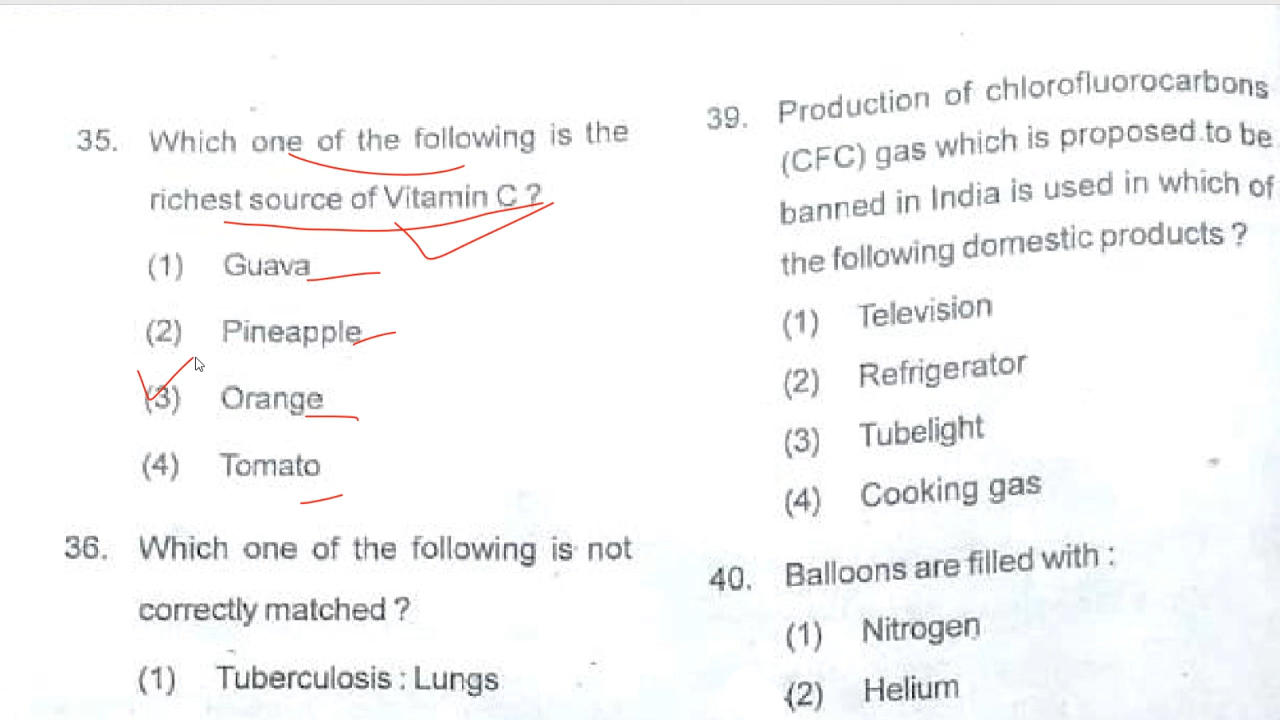 35. Which one of the following is the
richest source of Vitamin C ?
(1) Guava
(2) Pineapple
(3) Orange
(4) Tomato
36. Which one of the following is not
correctly matched ?
(1) Tuberculosis : Lungs
39. Production of chlorofluorocarbons
(CFC) gas which is proposed to be
banned in India is used in which of
the following domestic products ?
(1) Television
(2) Refrigerator
(3) Tubelight
(4) Cooking gas
40. Balloons are filled with :
(1) Nitrogen
(2) Helium